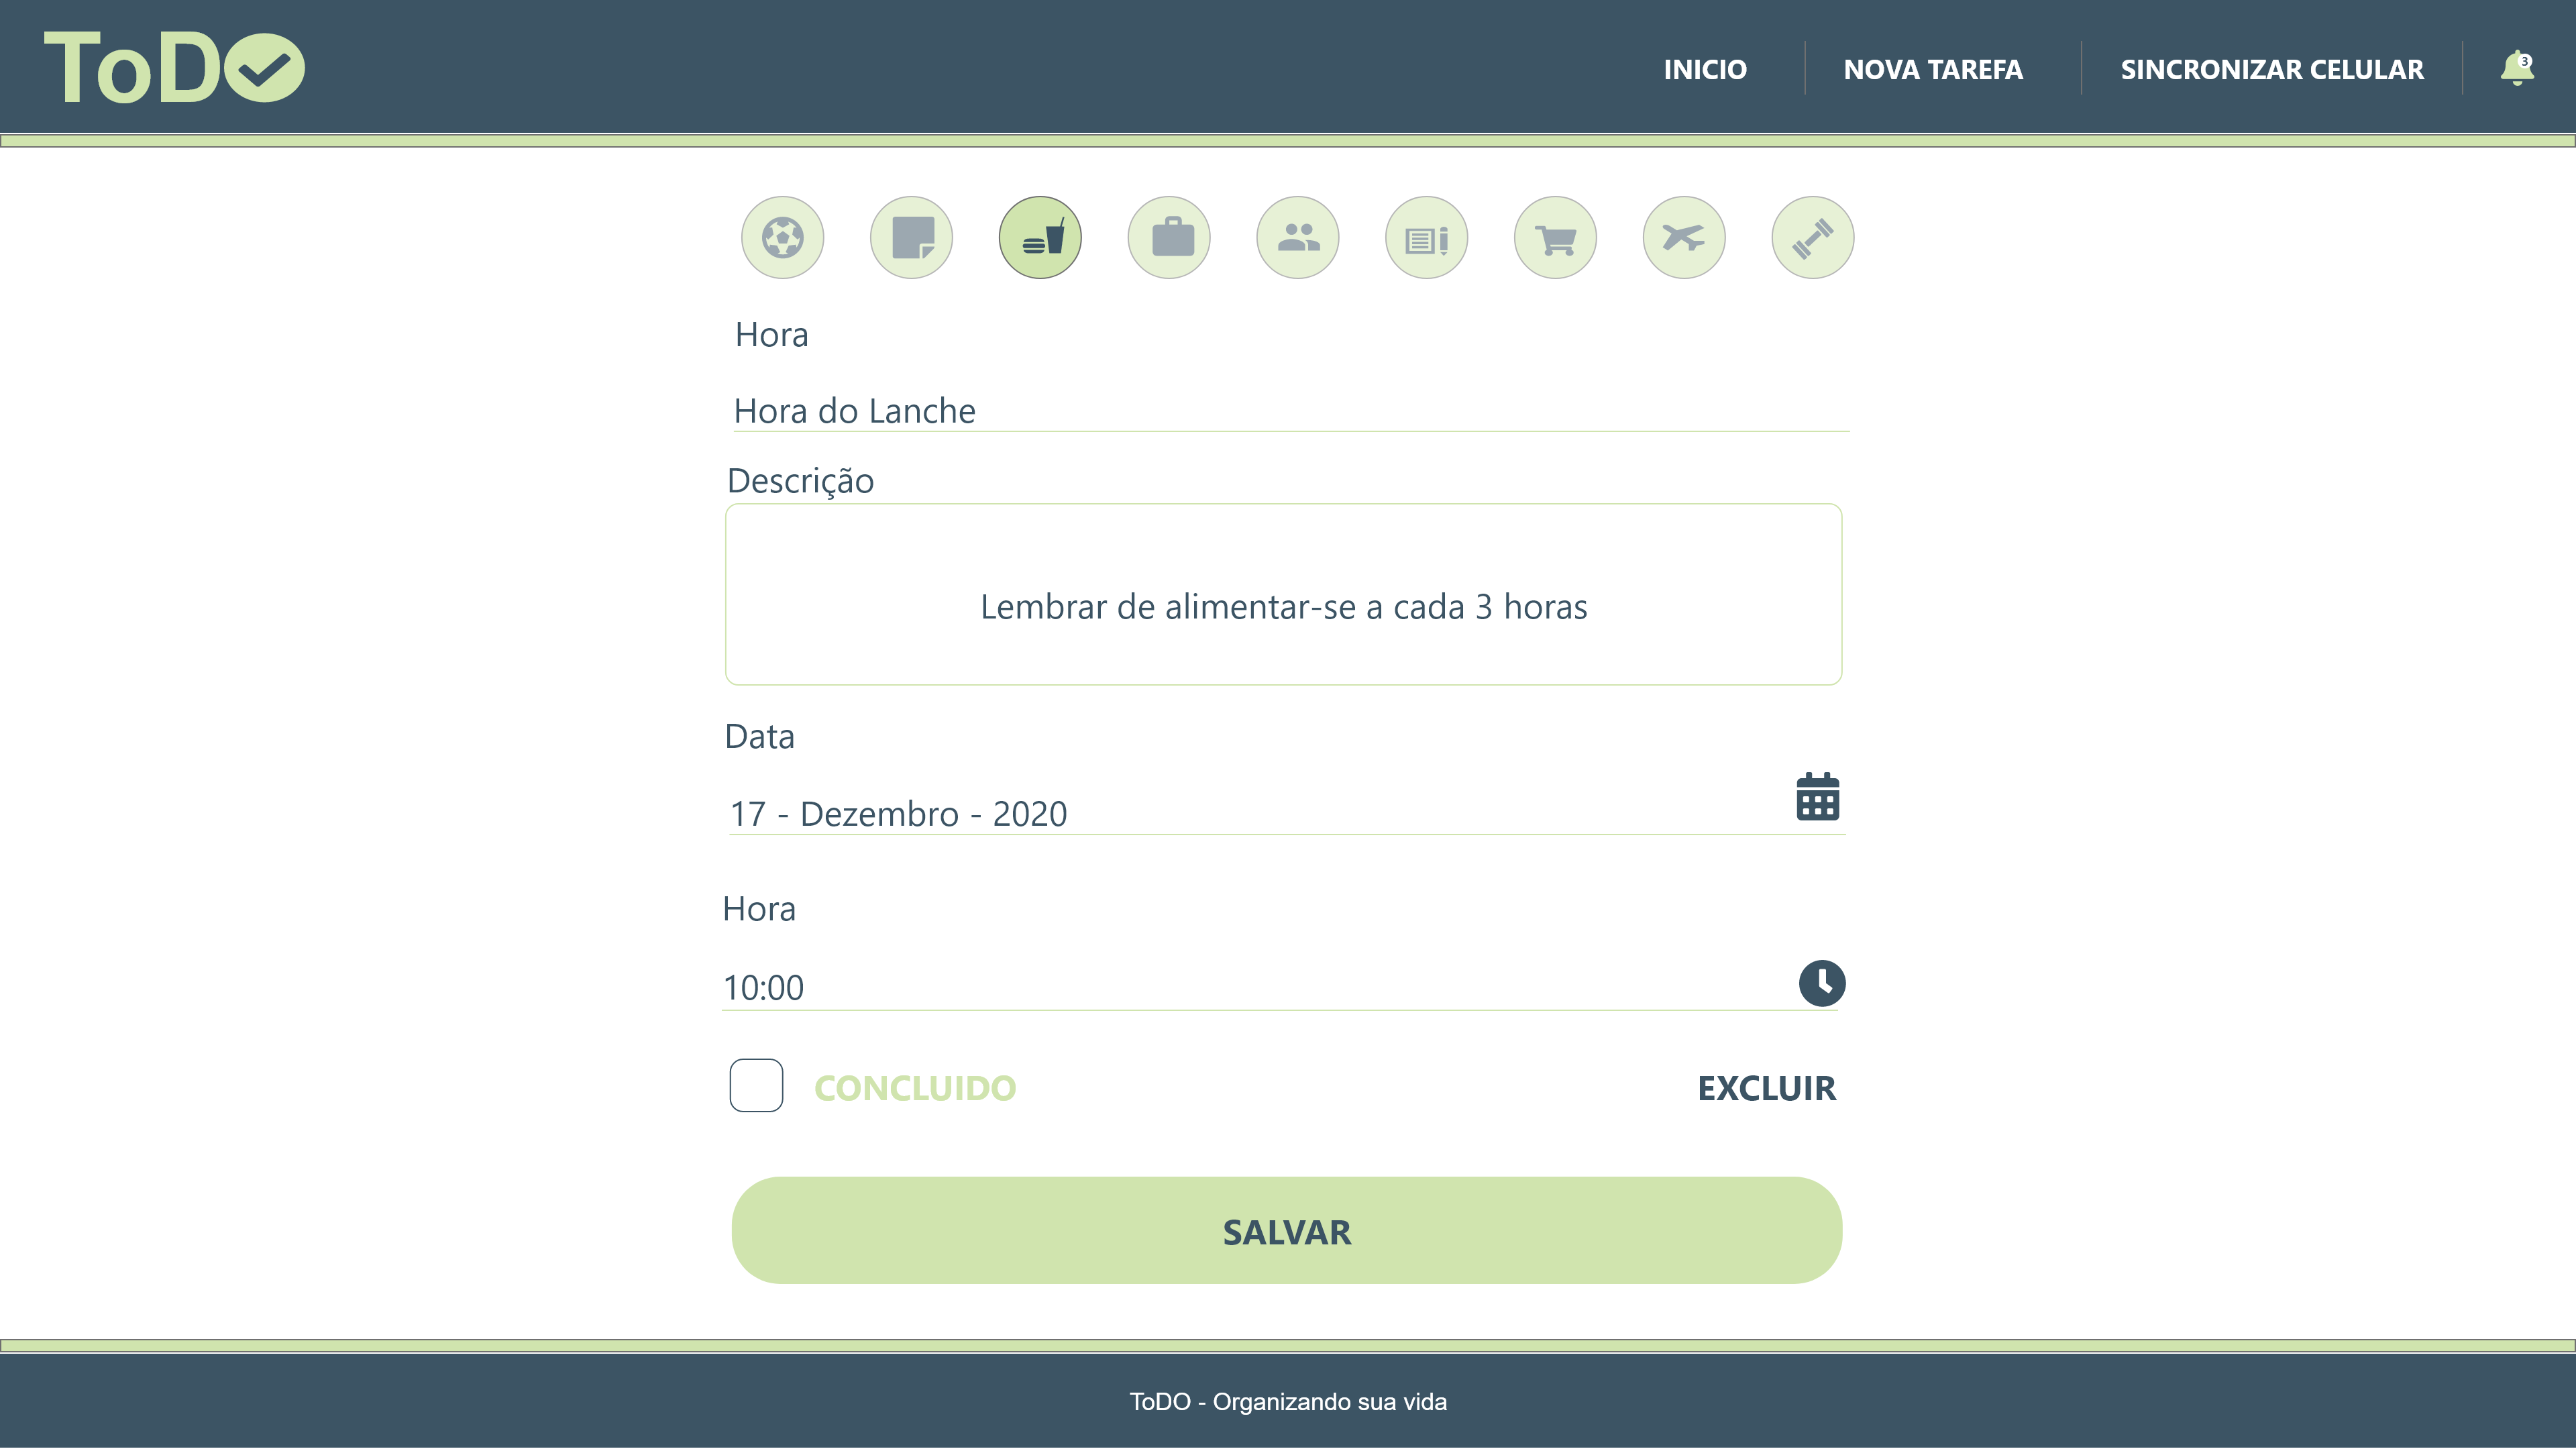 ToDO
INICIO
NOVA TAREFA
SINCRONIZAR CELULAR
3
Hora
Hora do Lanche
Descrição
Lembrar de alimentar-se a cada 3 horas
Data
17 - Dezembro - 2020
Hora
10:00
CONCLUIDO
EXCLUIR
SALVAR
ToDO - Organizando sua vida